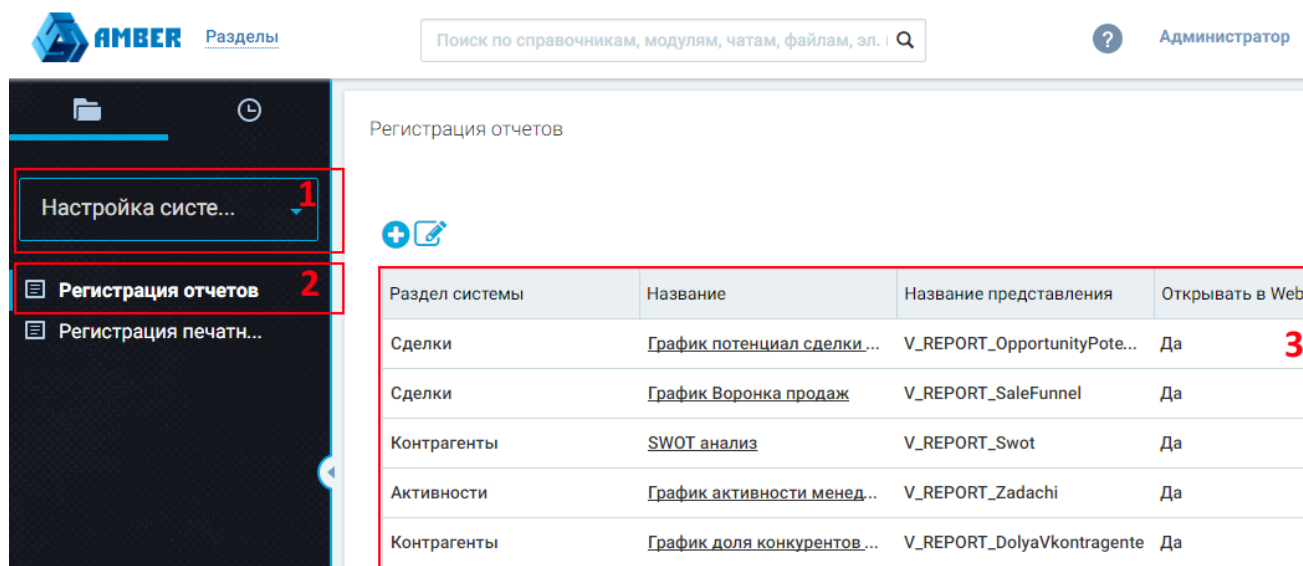 AMBER Разделы Поиск по справочникам, модулям, чатам, файлам, эл. ? Администратор
Регистрация отчетов
Настройка систе... 1
Регистрация отчетов 2
Регистрация печатн...
Раздел системы Название Название представления Открывать в Web
Сделки График потенциал сделки ... V_REPORT_OpportunityPote... Да 3
Сделки График Воронка продаж V_REPORT_SaleFunnel Да
Контрагенты SWOT анализ V_REPORT_Swot Да
Активности График активности менед... V_REPORT_Zadachi Да
Контрагенты График доля конкурентов ... V_REPORT_DolyaVkontragente Да